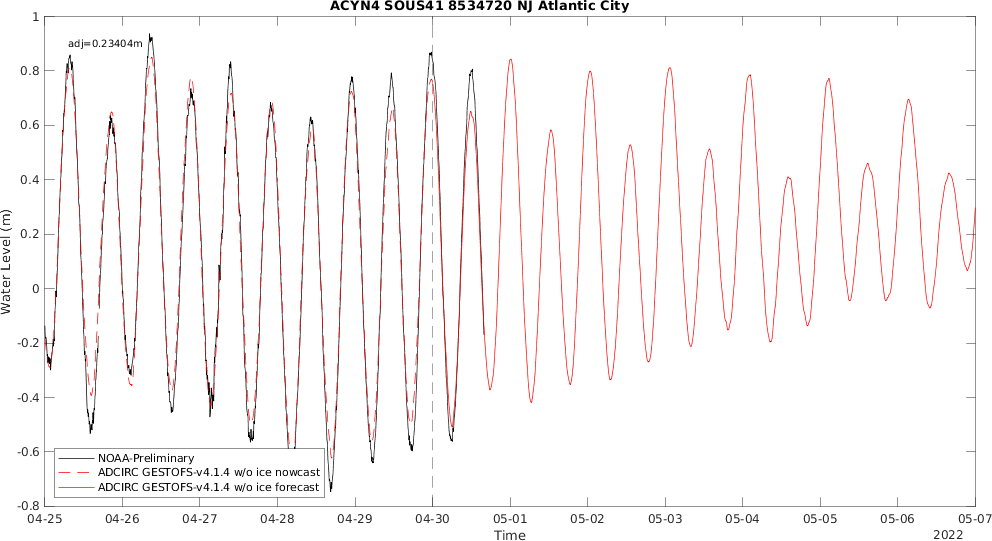 ACYN4 SOUS41 8534720 NJ Atlantic City
adj=0.23404m
1
0.8
0.6
0.4
0.2
0
-0.2
-0.4
-0.6
-0.8
Water Level (m)
NOAA-Preliminary
ADCIRC GESTOFS-v4.1.4 w/o ice nowcast
ADCIRC GESTOFS-v4.1.4 w/o ice forecast
04-25 04-26 04-27 04-28 04-29 04-30 05-01 05-02 05-03 05-04 05-05 05-06 05-07
Time
2022